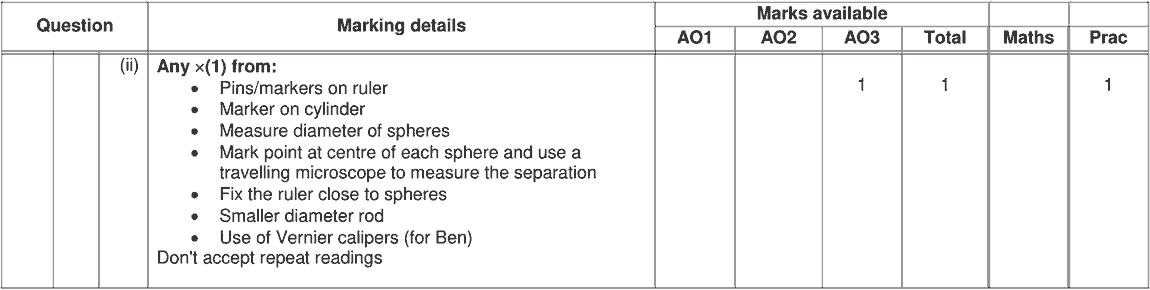 Question Marking details Marks available
AO1 AO2 AO3 Total Maths Prac
(ii) Any ×(1) from: 
• Pins/markers on ruler 1 1 1
• Marker on cylinder
• Measure diameter of spheres
• Mark point at centre of each sphere and use a
travelling microscope to measure the separation
• Fix the ruler close to spheres
• Smaller diameter rod
• Use of Vernier calipers (for Ben)
Don't accept repeat readings